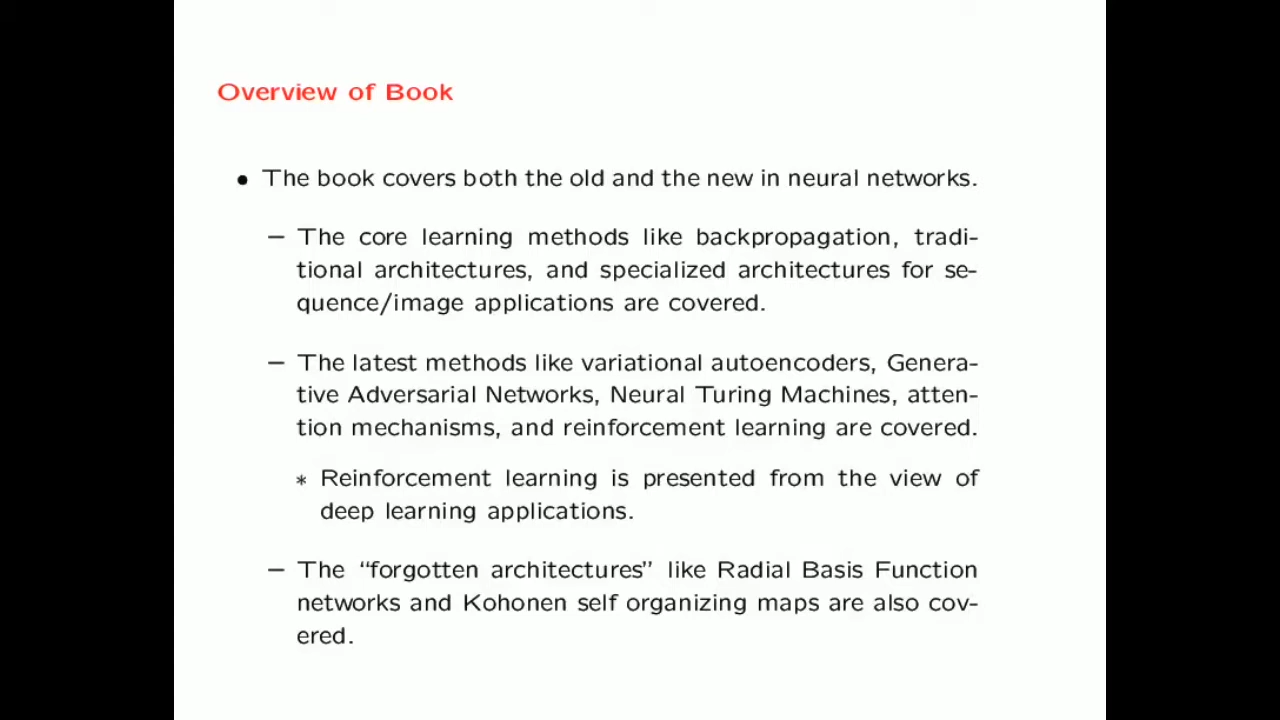 Overview of Book
• The book covers both the old and the new in neural networks.
– The core learning methods like backpropagation, tradi-
tional architectures, and specialized architectures for se-
quence/image applications are covered.
– The latest methods like variational autoencoders, Genera-
tive Adversarial Networks, Neural Turing Machines, atten-
tion mechanisms, and reinforcement learning are covered.
* Reinforcement learning is presented from the view of
deep learning applications.
– The “forgotten architectures” like Radial Basis Function
networks and Kohonen self organizing maps are also cov-
ered.